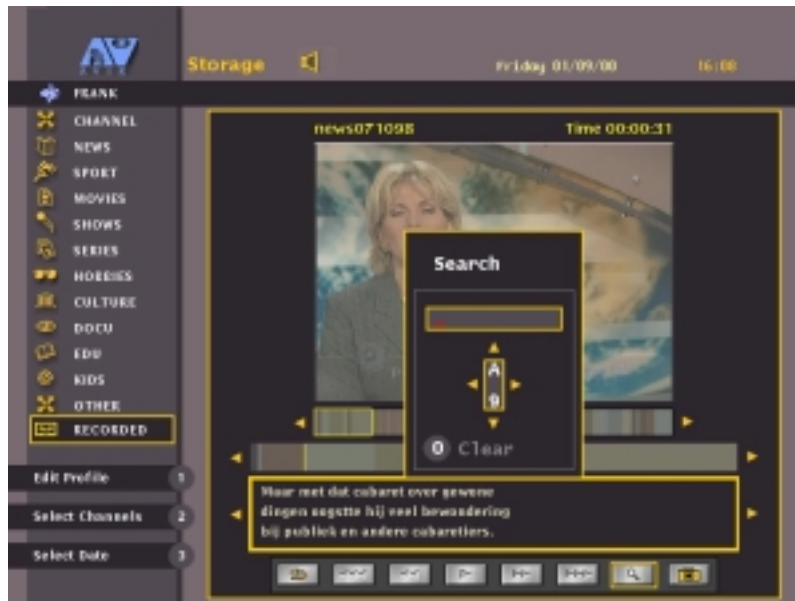 Storage
Friday 01/09/00
16:08
FRANK
CHANNEL
NEWS
SPORT
MOVIES
SHOWS
SERIES
HOBBIES
CULTURE
DOCU
EDU
KIDS
OTHER
RECORDED
Edit Profile 1
Select Channels 2
Select Date 3
news071098
Time 00:00:31
Search
A
9
0 Clear
Maar met dat cabaret over gewone
dingen oogstte hij veel bewondering
bij publiek en andere cabaretiers.